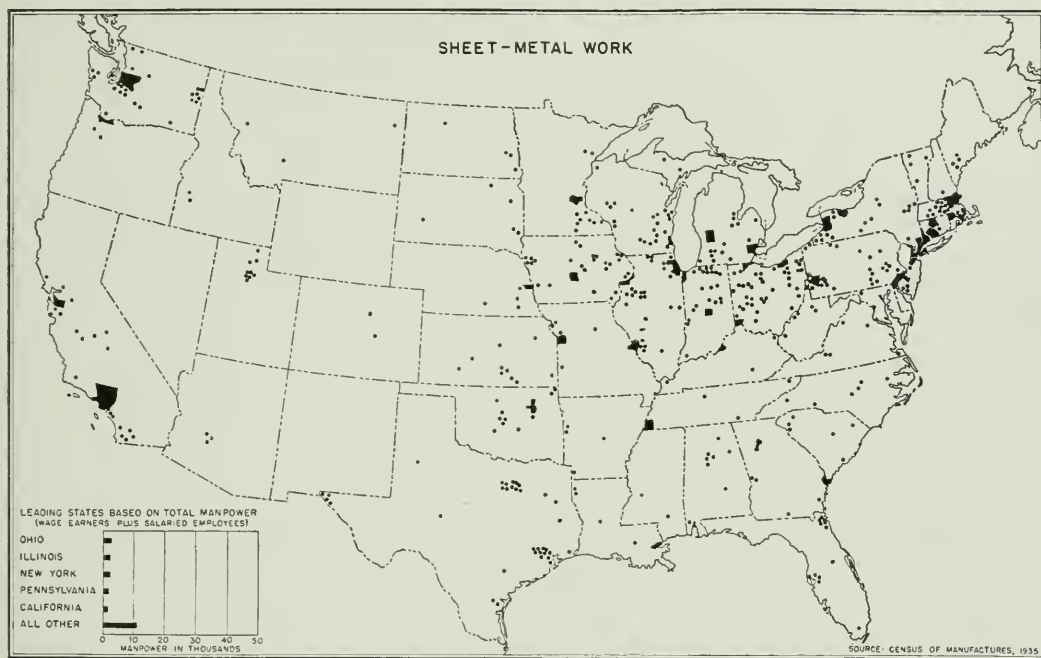 SHEET-METAL WORK
LEADING STATES BASED ON TOTAL MANPOWER
(WAGE EARNERS PLUS SALARIED EMPLOYEES)
OHIO
ILLINOIS
NEW YORK
PENNSYLVANIA
CALIFORNIA
ALL OTHER
0 10 20 30 40 50
MANPOWER IN THOUSANDS
SOURCE: CENSUS OF MANUFACTURES, 1935